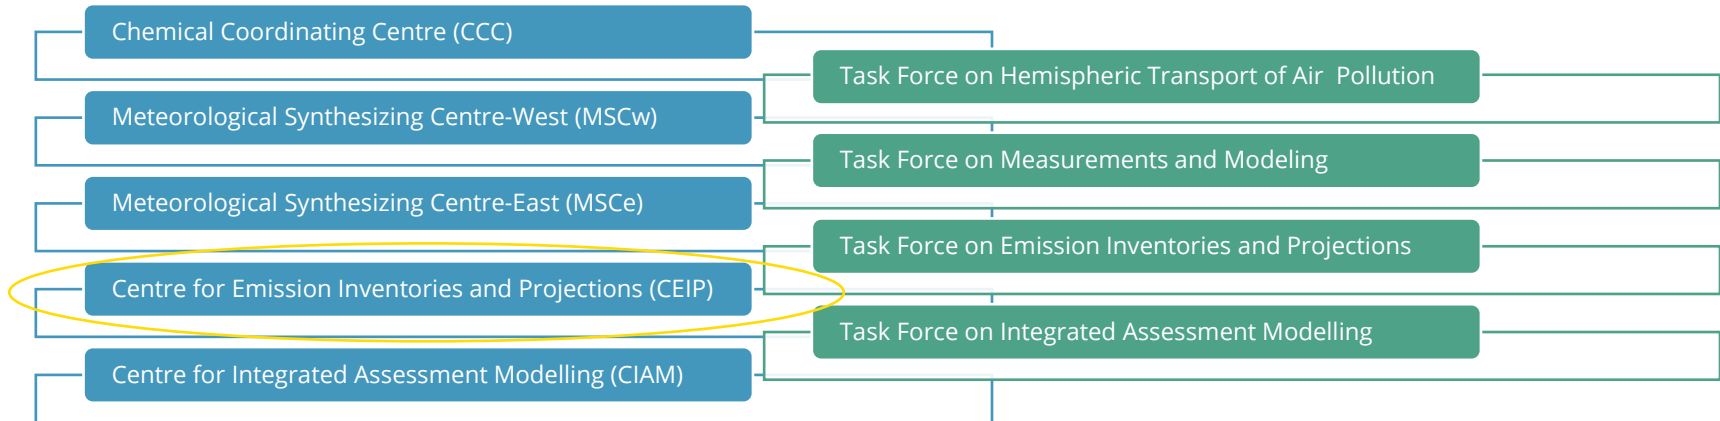 Chemical Coordinating Centre (CCC)
Task Force on Hemispheric Transport of Air  Pollution
Meteorological Synthesizing Centre-West (MSCw)
Task Force on Measurements and Modeling
Meteorological Synthesizing Centre-East (MSCe)
Task Force on Emission Inventories and Projections
Centre for Emission Inventories and Projections (CEIP)
Task Force on Integrated Assessment Modelling
Centre for Integrated Assessment Modelling (CIAM)